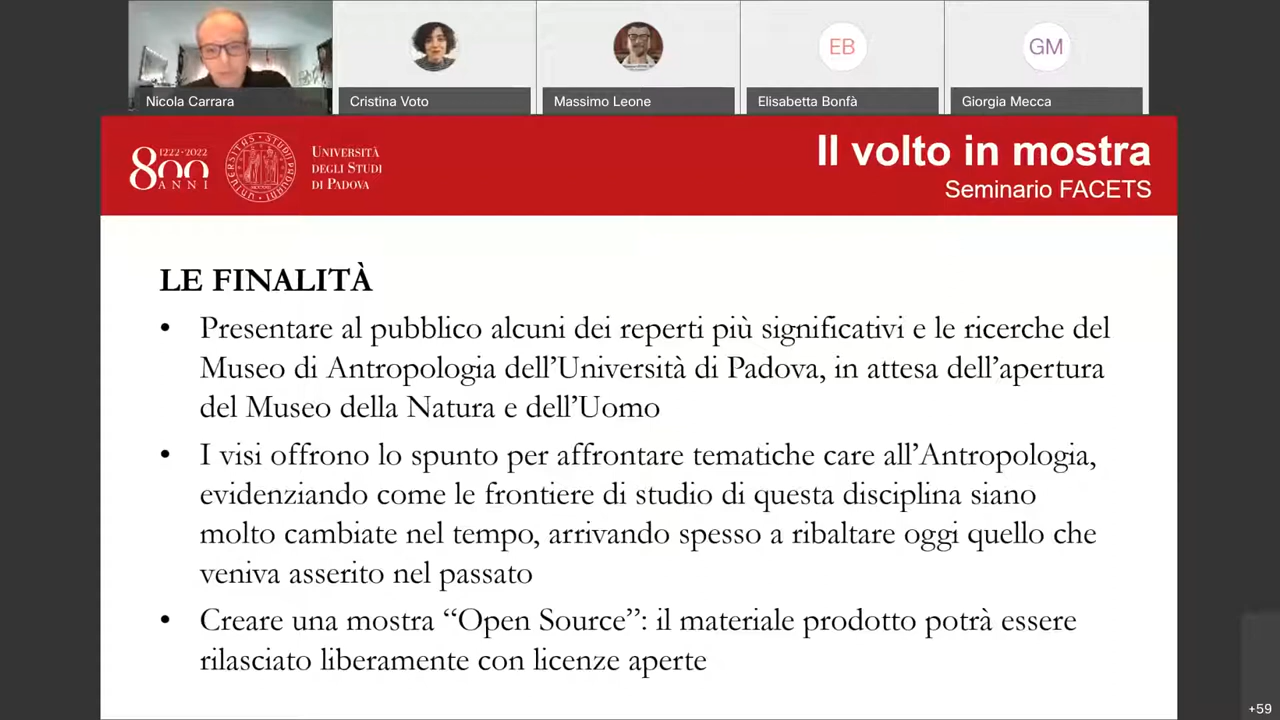 Nicola Carrara
Cristina Voto
Massimo Leone
EB
Elisabetta Bonfà
GM
Giorgia Mecca
1222·2022
800
ANNI
UNIVERSITÀ
DEGLI STUDI
DI PADOVA
Il volto in mostra
Seminario FACETS
LE FINALITÀ
• Presentare al pubblico alcuni dei reperti più significativi e le ricerche del
Museo di Antropologia dell’Università di Padova, in attesa dell’apertura
del Museo della Natura e dell’Uomo
• I visi offrono lo spunto per affrontare tematiche care all’Antropologia,
evidenziando come le frontiere di studio di questa disciplina siano
molto cambiate nel tempo, arrivando spesso a ribaltare oggi quello che
veniva asserito nel passato
• Creare una mostra “Open Source”: il materiale prodotto potrà essere
rilasciato liberamente con licenze aperte
+59